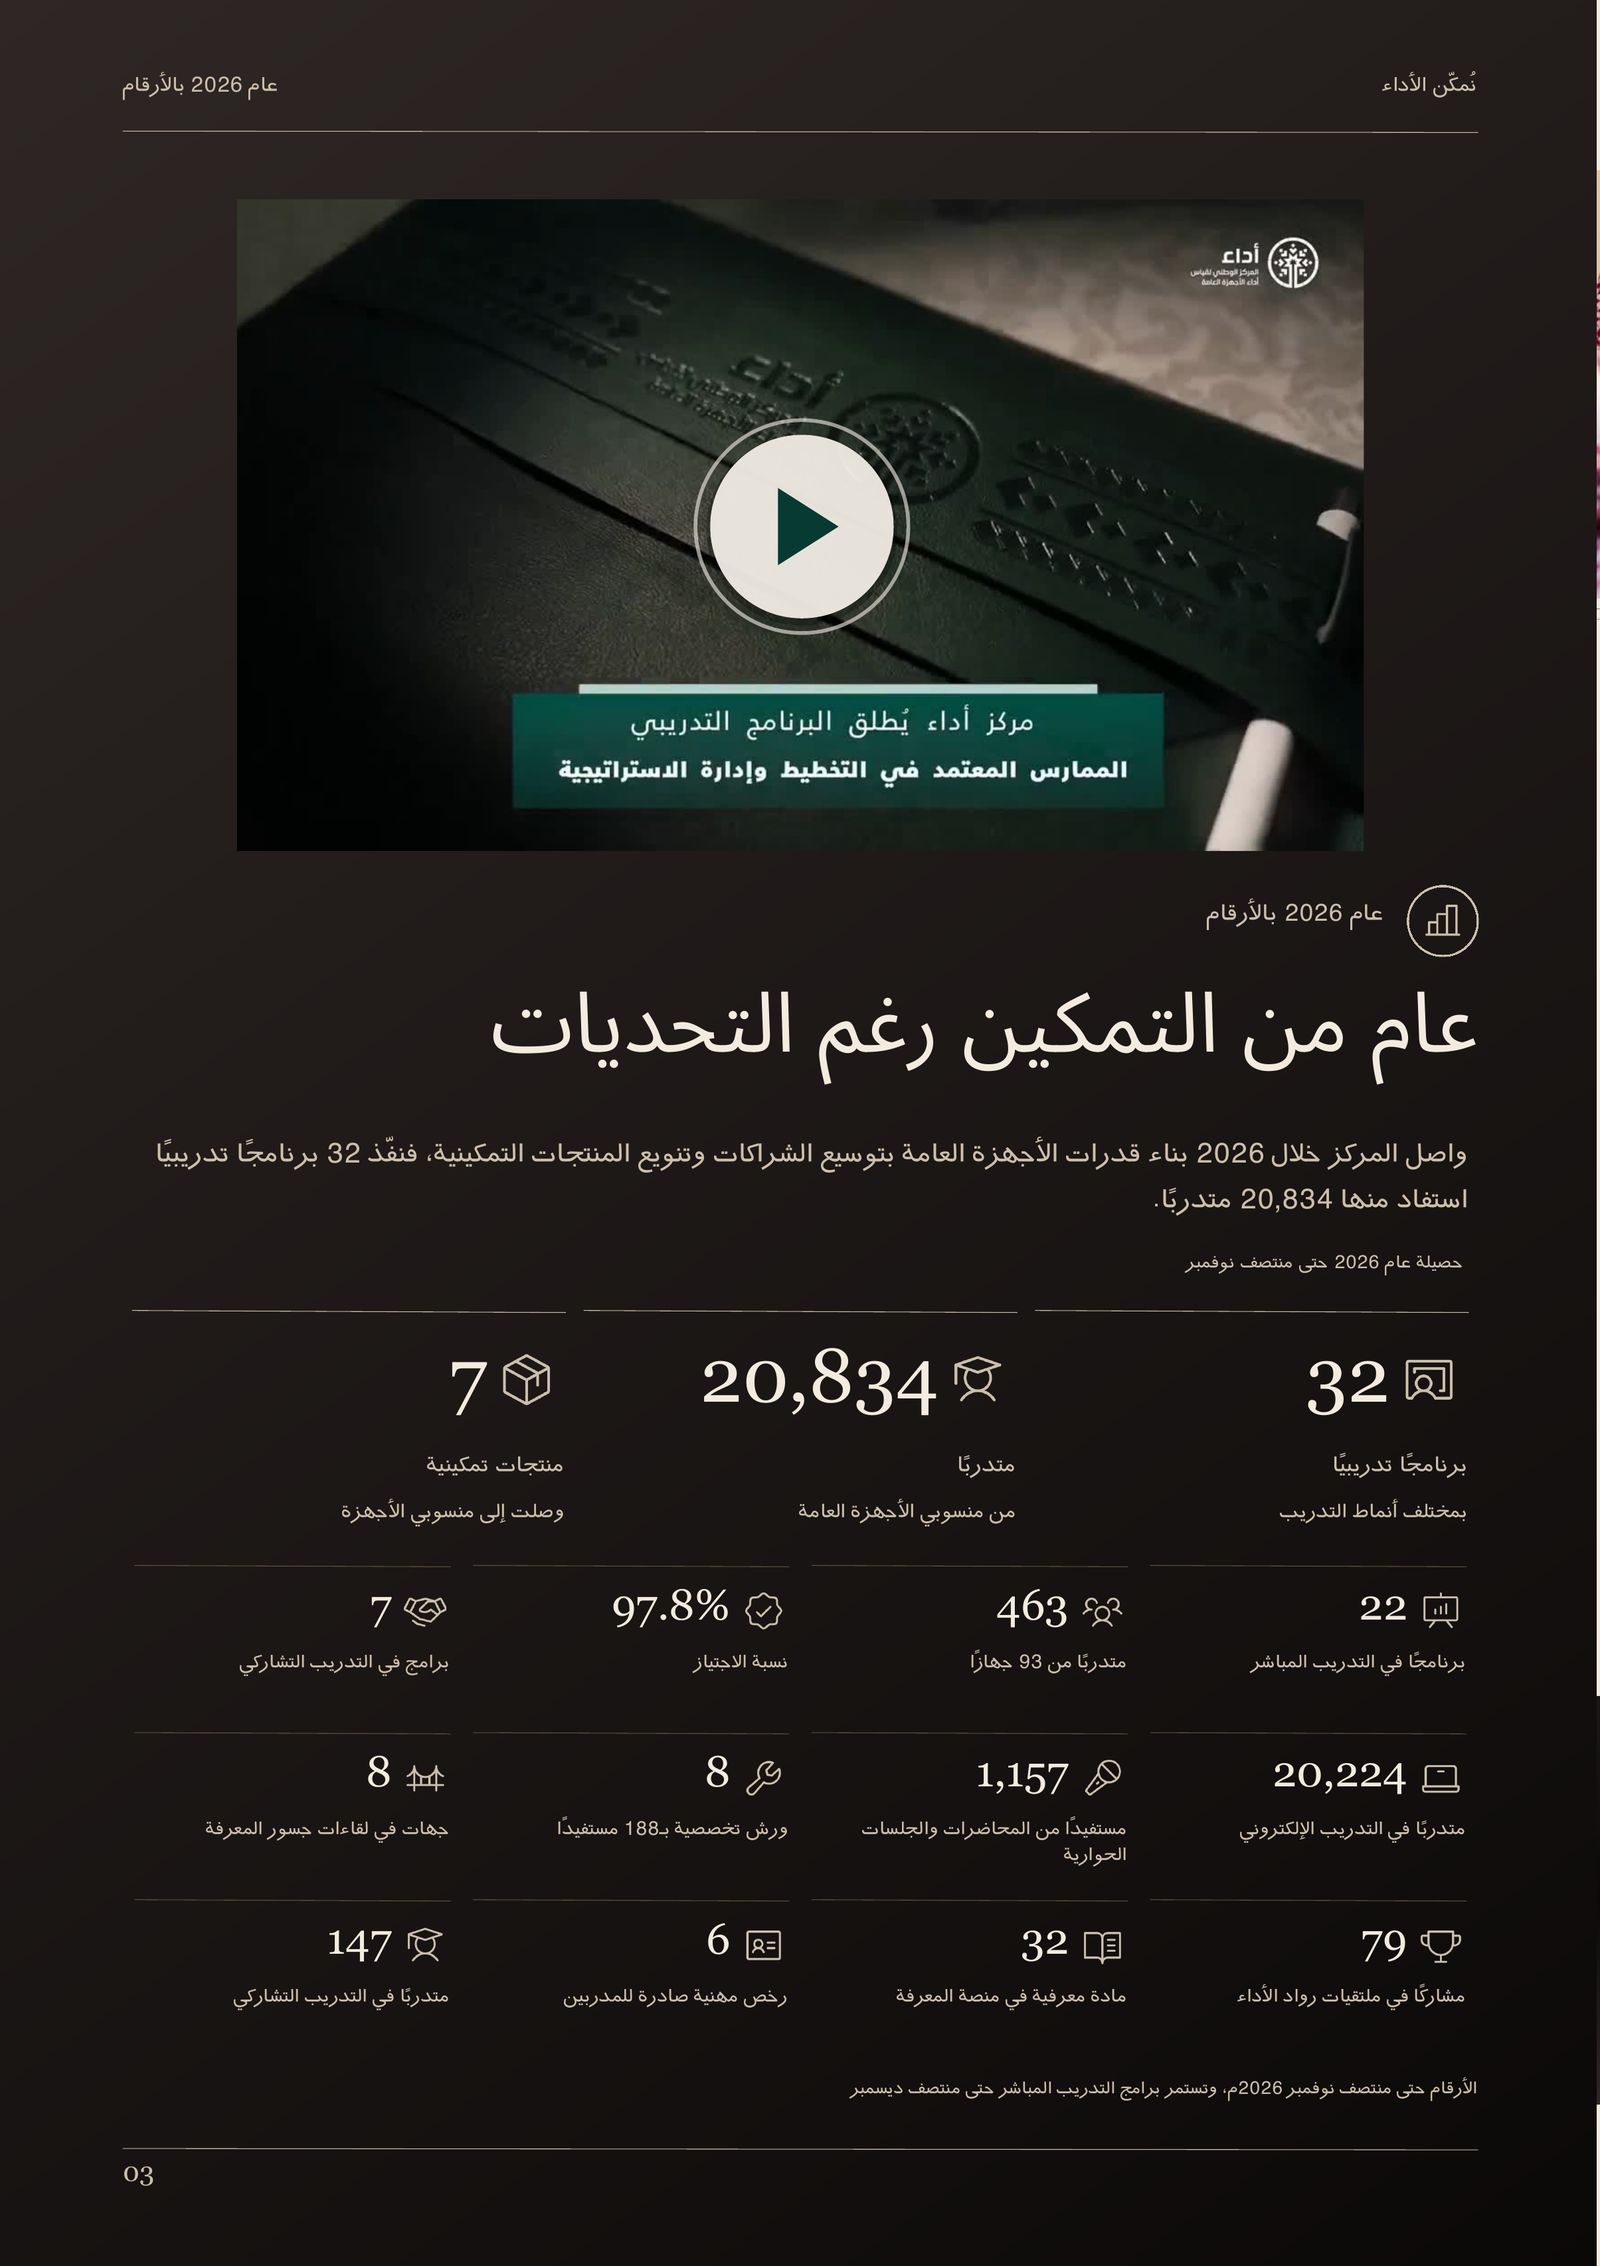 نُمكّن الأداء
عام 2026 بالأرقام
أداء
المركز الوطني لقياس
أداء الأجهزة العامة
أداء
مركز أداء يُطلق البرنامج التدريبي
الممارس المعتمد في التخطيط وإدارة الاستراتيجية
عام 2026 بالأرقام
عام من التمكين رغم التحديات
واصل المركز خلال 2026 بناء قدرات الأجهزة العامة بتوسيع الشراكات وتنويع المنتجات التمكينية، فنفّذ 32 برنامجًا تدريبيًا
استفاد منها 20,834 متدربًا.
حصيلة عام 2026 حتى منتصف نوفمبر
32
برنامجًا تدريبيًا
بمختلف أنماط التدريب
20,834
متدربًا
من منسوبي الأجهزة العامة
7
منتجات تمكينية
وصلت إلى منسوبي الأجهزة
22
برنامجًا في التدريب المباشر
463
متدربًا من 93 جهازًا
97.8%
نسبة الاجتياز
7
برامج في التدريب التشاركي
20,224
متدربًا في التدريب الإلكتروني
1,157
مستفيدًا من المحاضرات والجلسات
الحوارية
8
ورش تخصصية بـ188 مستفيدًا
8
جهات في لقاءات جسور المعرفة
79
مشاركًا في ملتقيات رواد الأداء
32
مادة معرفية في منصة المعرفة
6
رخص مهنية صادرة للمدربين
147
متدربًا في التدريب التشاركي
الأرقام حتى منتصف نوفمبر 2026م، وتستمر برامج التدريب المباشر حتى منتصف ديسمبر
03